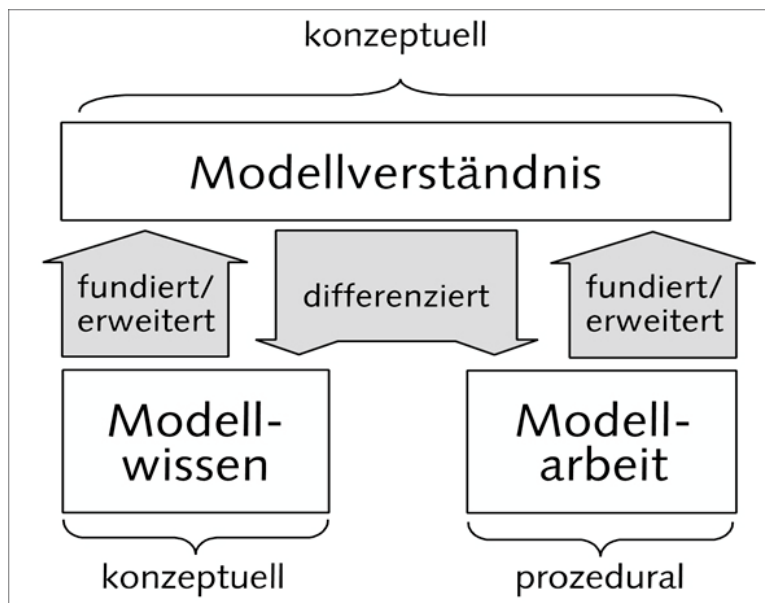 konzeptuell
Modellverständnis
fundiert/
erweitert
differenziert
fundiert/
erweitert
Modell-
wissen
Modell-
arbeit
konzeptuell
prozedural